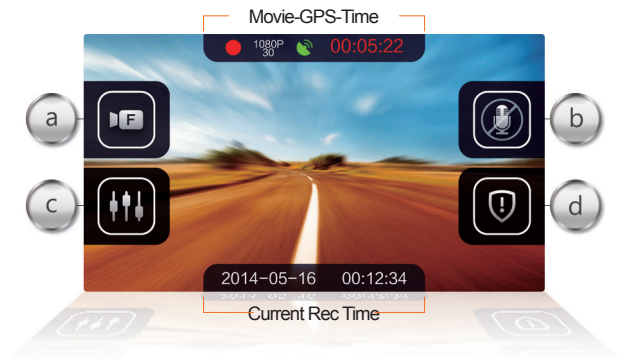 Movie-GPS-Time
1080P
30
00:05:22
a
F
b
c
d
2014-05-16 00:12:34
Current Rec Time